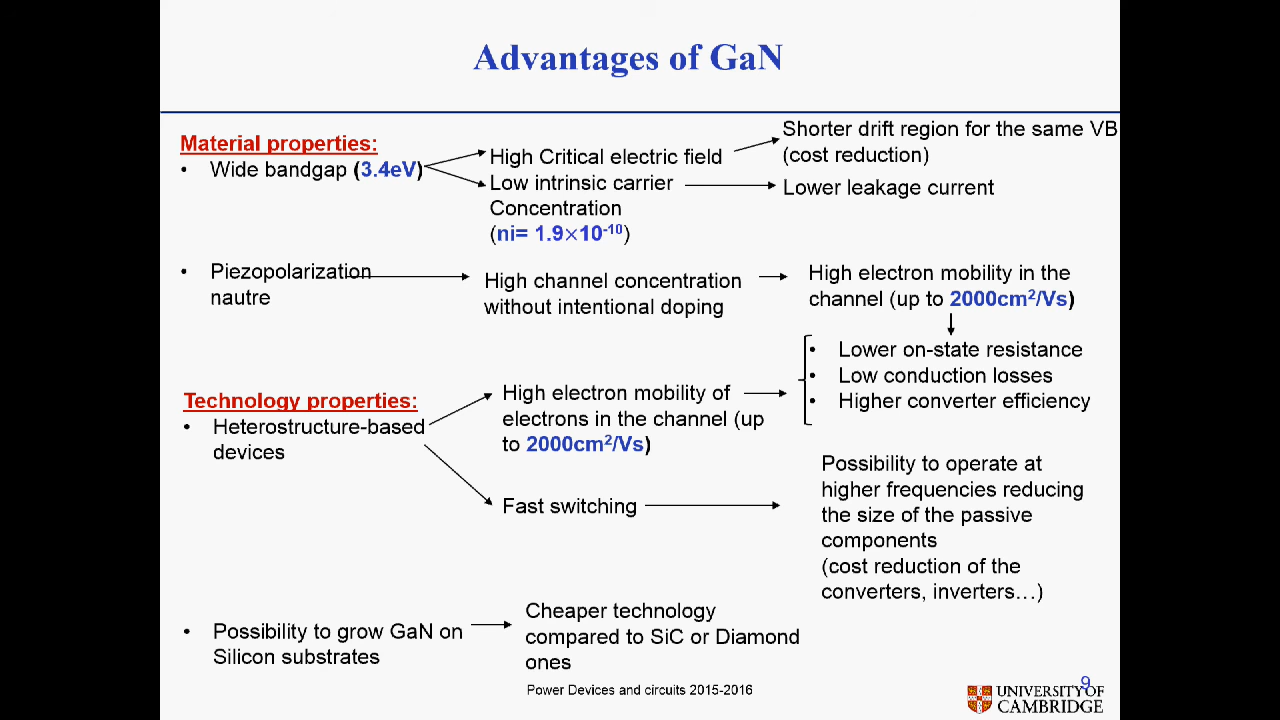 Advantages of GaN
Material properties:
• Wide bandgap (3.4eV)
High Critical electric field
Low intrinsic carrier
Concentration
(ni= 1.9×10-10)
Shorter drift region for the same VB
(cost reduction)
Lower leakage current
• Piezopolarization
nautre
High channel concentration
without intentional doping
High electron mobility in the
channel (up to 2000cm2/Vs)
• Lower on-state resistance
• Low conduction losses
• Higher converter efficiency
Technology properties:
• Heterostructure-based
devices
High electron mobility of
electrons in the channel (up
to 2000cm2/Vs)
Fast switching
Possibility to operate at
higher frequencies reducing
the size of the passive
components
(cost reduction of the
converters, inverters…)
• Possibility to grow GaN on
Silicon substrates
Cheaper technology
compared to SiC or Diamond
ones
Power Devices and circuits 2015-2016
9
UNIVERSITY OF
CAMBRIDGE